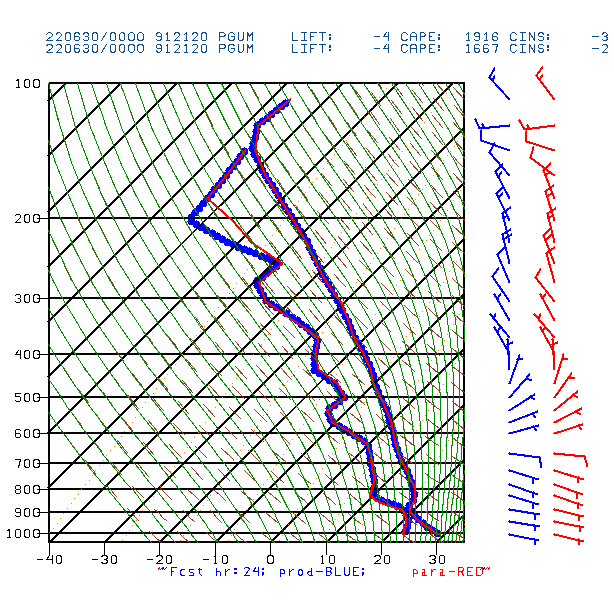 220630/0000 912120 PGUM LIFT: -4 CAPE: 1916 CINS: -3
220630/0000 912120 PGUM LIFT: -4 CAPE: 1667 CINS: -2
100
200
300
400
500
600
700
800
900
1000
-40 -30 -20 -10 0 10 20 30
""Fcst hr: 24; prod-BLUE; para-RED""